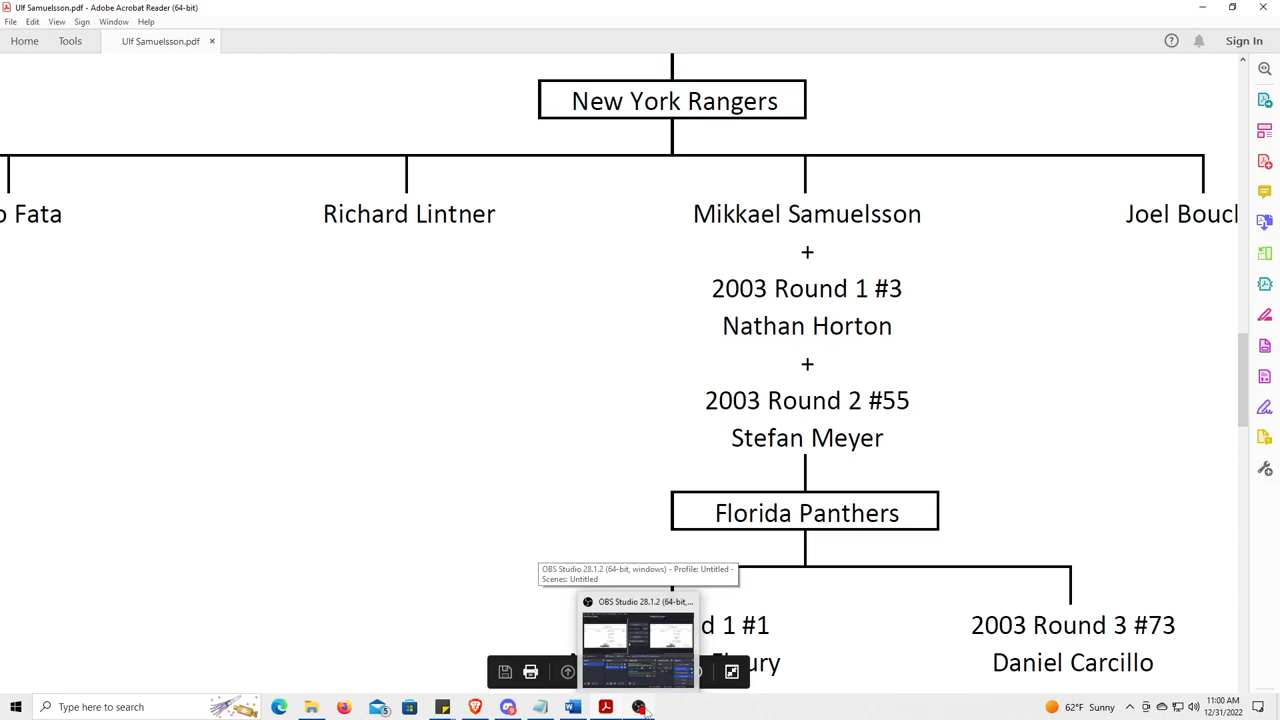 Ulf Samuelsson.pdf - Adobe Acrobat Reader (64-bit)
File Edit View Sign Window Help
Home Tools Ulf Samuelsson.pdf × Sign In
New York Rangers
o Fata Richard Lintner Mikkael Samuelsson Joel Boucl
+
2003 Round 1 #3
Nathan Horton
+
2003 Round 2 #55
Stefan Meyer
Florida Panthers
OBS Studio 28.1.2 (64-bit, windows) - Profile: Untitled -
Scenes: Untitled
OBS Studio 28.1.2 (64-bit,...
d 1 #1 2003 Round 3 #73
Daniel Carcillo
Type here to search
62°F Sunny 11:00 AM
12/31/2022